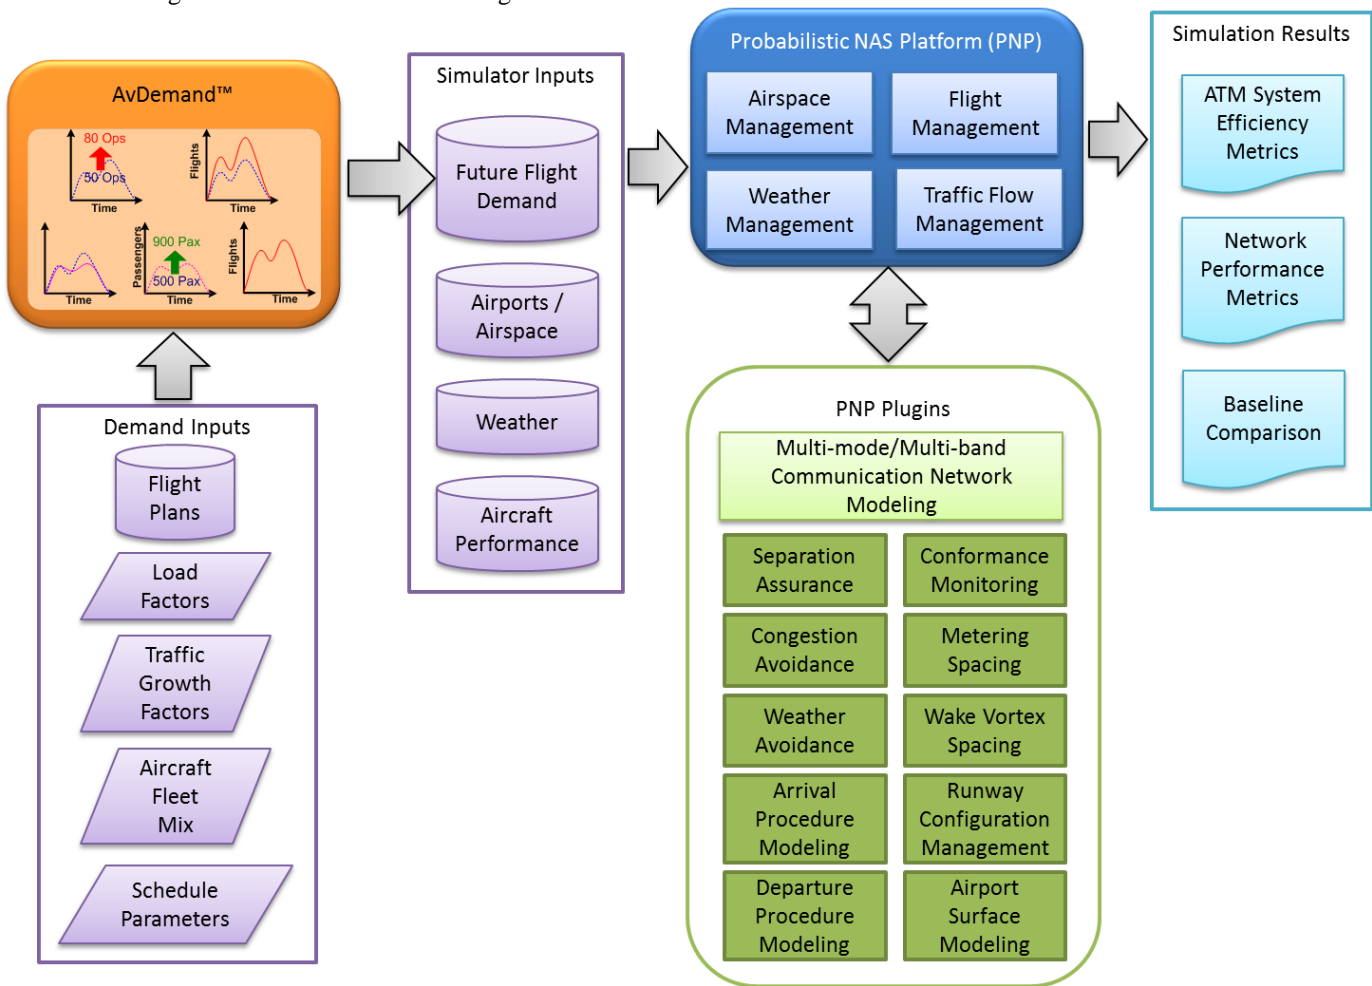 AvDemand™
80 Ops
50 Ops
Time
Flights
Time
Time
Passengers
900 Pax
500 Pax
Time
Flights
Time
Demand Inputs
Flight
Plans
Load
Factors
Traffic
Growth
Factors
Aircraft
Fleet
Mix
Schedule
Parameters
Simulator Inputs
Future Flight
Demand
Airports /
Airspace
Weather
Aircraft
Performance
Probabilistic NAS Platform (PNP)
Airspace
Management
Flight
Management
Weather
Management
Traffic Flow
Management
PNP Plugins
Multi-mode/Multi-band
Communication Network
Modeling
Separation
Assurance
Conformance
Monitoring
Congestion
Avoidance
Metering
Spacing
Weather
Avoidance
Wake Vortex
Spacing
Arrival
Procedure
Modeling
Runway
Configuration
Management
Departure
Procedure
Modeling
Airport
Surface
Modeling
Simulation Results
ATM System
Efficiency
Metrics
Network
Performance
Metrics
Baseline
Comparison